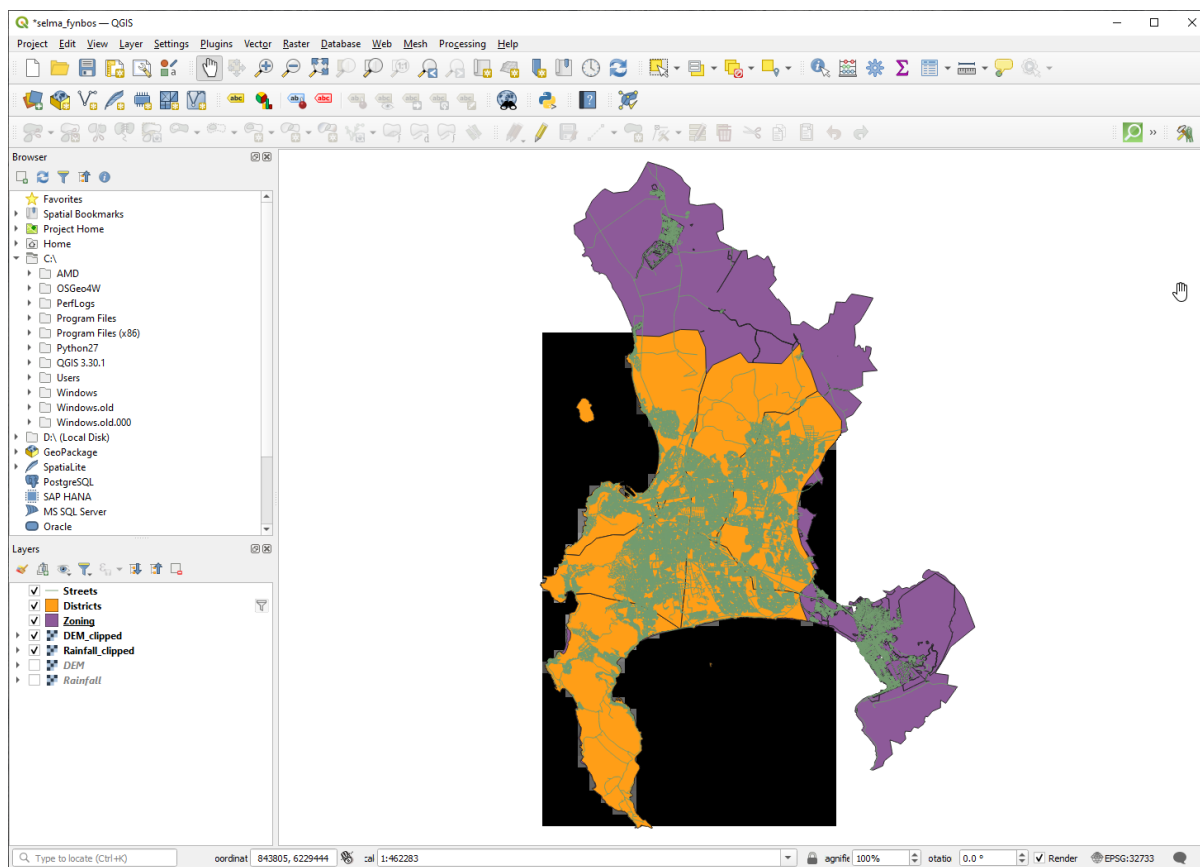 *selma_fynbos — QGIS
Project Edit View Layer Settings Plugins Vector Raster Database Web Mesh Processing Help
abc abc abc
Browser
Favorites
Spatial Bookmarks
Project Home
Home
C:\
AMD
OSGeo4W
PerfLogs
Program Files
Program Files (x86)
Python27
QGIS 3.30.1
Users
Windows
Windows.old
Windows.old.000
D:\ (Local Disk)
GeoPackage
SpatiaLite
PostgreSQL
SAP HANA
MS SQL Server
Oracle
Layers
Streets
Districts
Zoning
DEM_clipped
Rainfall_clipped
DEM
Rainfall
Type to locate (Ctrl+K) oordinat 843805, 6229444 :al 1:462283 agnifie 100% otatio 0.0 ° Render EPSG:32733